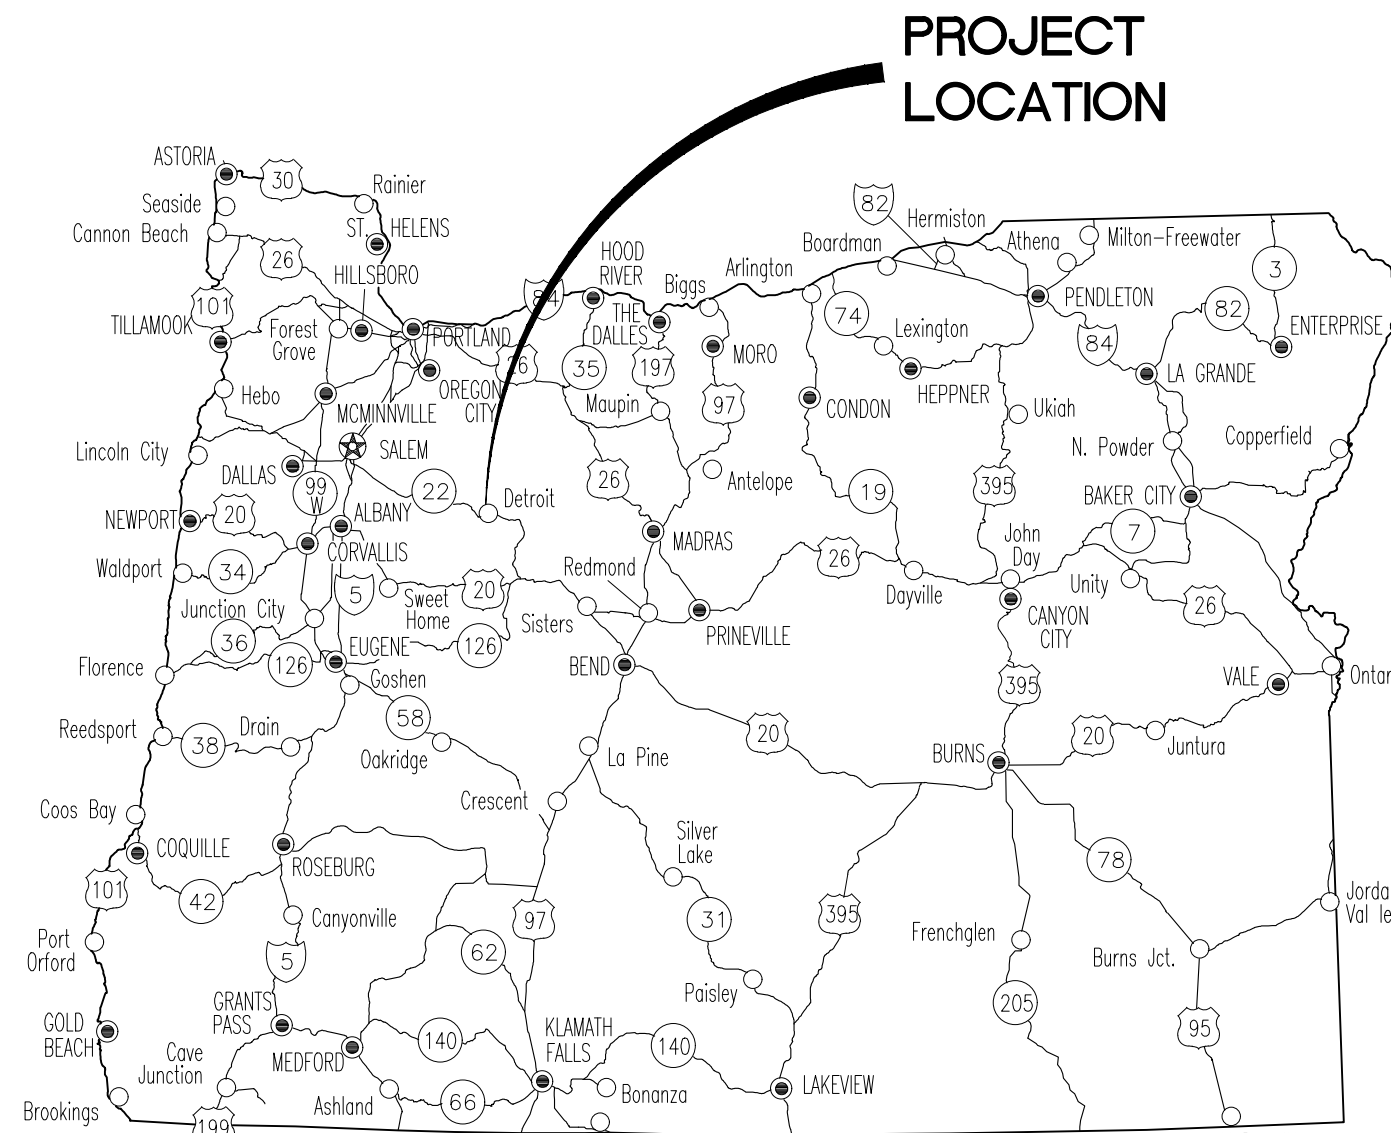 PROJECT
LOCATION
ASTORIA
30
Rainier
Seaside
Cannon Beach
ST. HELENS
26
HILLSBORO
101
TILLAMOOK
Forest
Grove
PORTLAND
84
HOOD
RIVER
THE
DALLES
Biggs
Arlington
Boardman
82
Hermiston
Athena
Milton-Freewater
3
PENDLETON
82
ENTERPRISE
74
Lexington
84
LA GRANDE
HEPPNER
MORO
197
35
26
OREGON
CITY
Hebo
MCMINNVILLE
Maupin
97
CONDON
Ukiah
N. Powder
Copperfield
Lincoln City
SALEM
DALLAS
99
W
22
Detroit
26
Antelope
19
395
BAKER CITY
NEWPORT
20
ALBANY
CORVALLIS
MADRAS
7
John
Day
Waldport
34
5
Sweet
Home
20
Redmond
26
Dayville
Unity
26
Junction City
36
126
EUGENE
126
Sisters
PRINEVILLE
CANYON
CITY
Florence
Goshen
BEND
395
VALE
Ontar
Reedsport
38
Drain
58
Oakridge
La Pine
20
BURNS
20
Juntura
Coos Bay
Crescent
Silver
Lake
COQUILLE
ROSEBURG
78
101
42
Canyonville
97
31
395
Jorda
Val le
Port
Orford
5
62
Frenchglen
Burns Jct.
Paisley
205
95
GOLD
BEACH
GRANTS
PASS
140
KLAMATH
FALLS
140
Cave
Junction
MEDFORD
Bonanza
LAKEVIEW
Brookings
199
Ashland
66